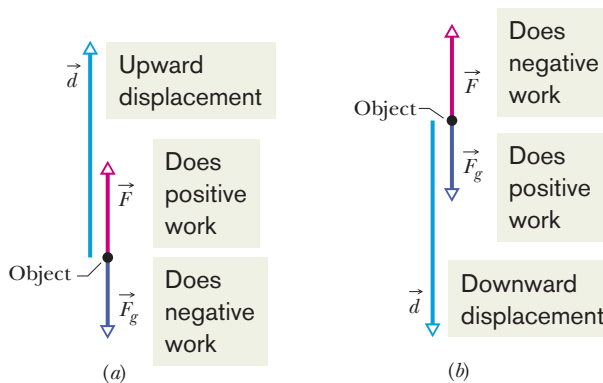 d
Upward
displacement
F
Does
positive
work
Object
F_g
Does
negative
work
(a)
Does
negative
work
F
Object
F_g
Does
positive
work
d
Downward
displacement
(b)